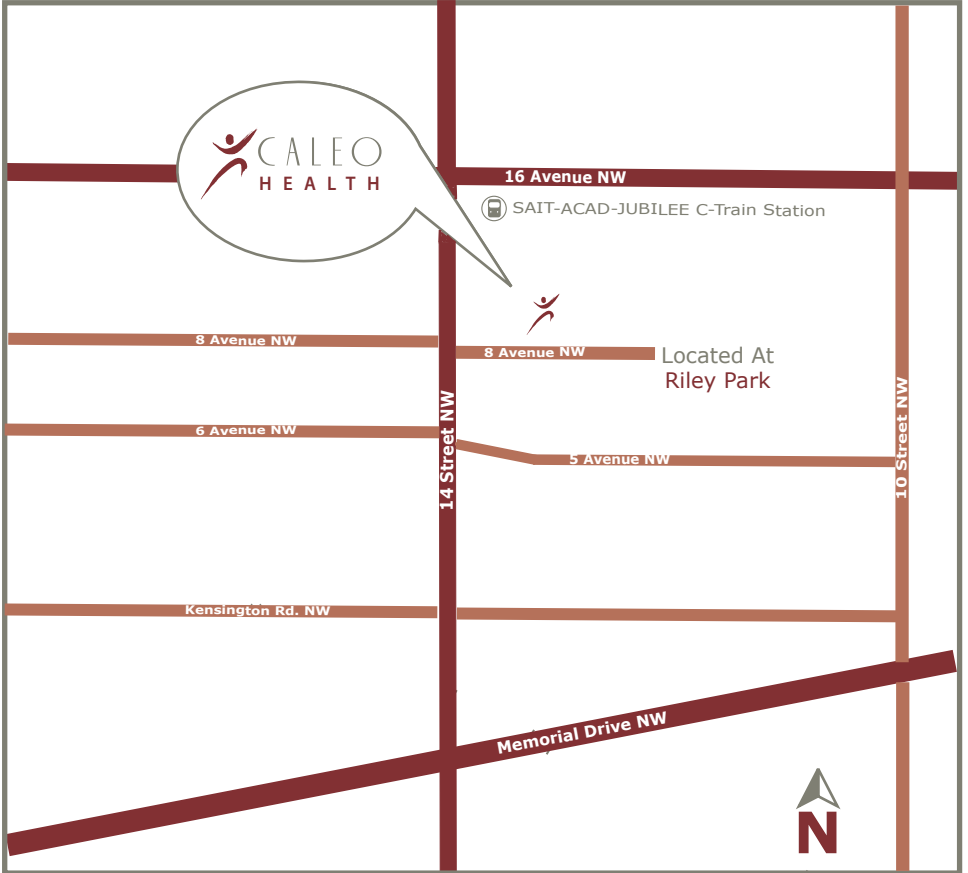 CALEO
HEALTH
16 Avenue NW
SAIT-ACAD-JUBILEE C-Train Station
8 Avenue NW
8 Avenue NW
Located At
Riley Park
14 Street NW
10 Street NW
6 Avenue NW
5 Avenue NW
Kensington Rd. NW
Memorial Drive NW
N